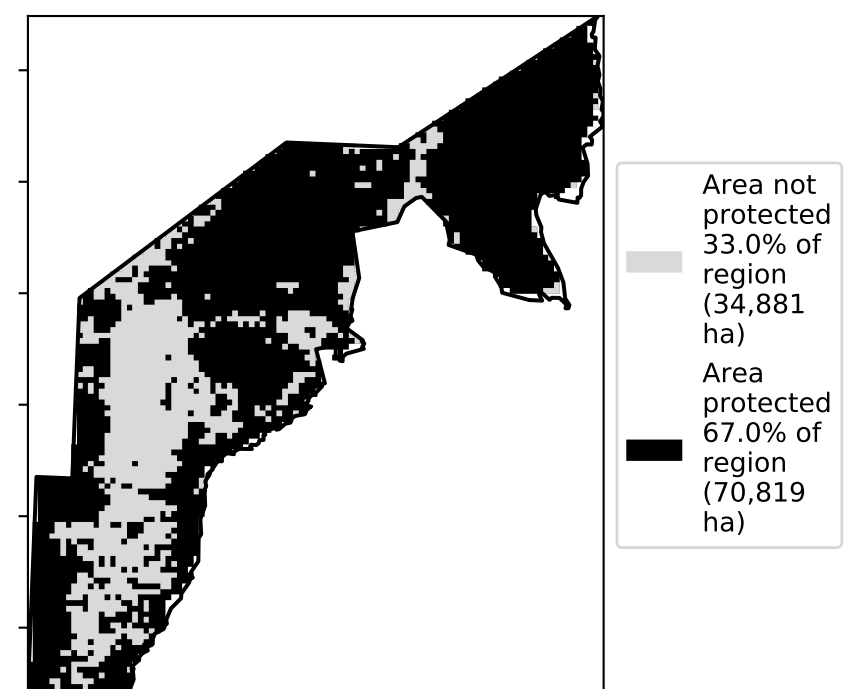 Area not
protected
33.0% of
region
(34,881
ha)
Area
protected
67.0% of
region
(70,819
ha)